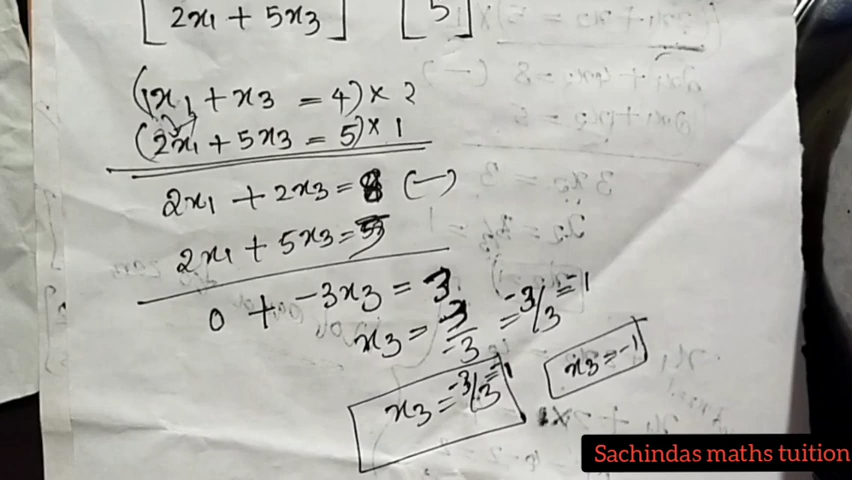 [2x1 + 5x3] [5]
(1x1 + x3 = 4) × 2
(2x1 + 5x3 = 5) × 1
2x1 + 2x3 = 8 (-)
2x1 + 5x3 = 5
0 + -3x3 = 3
x3 = 3/-3 = -3/3 = -1
x3 = -3/3 = -1
x3 = -1
Sachindas maths tuition